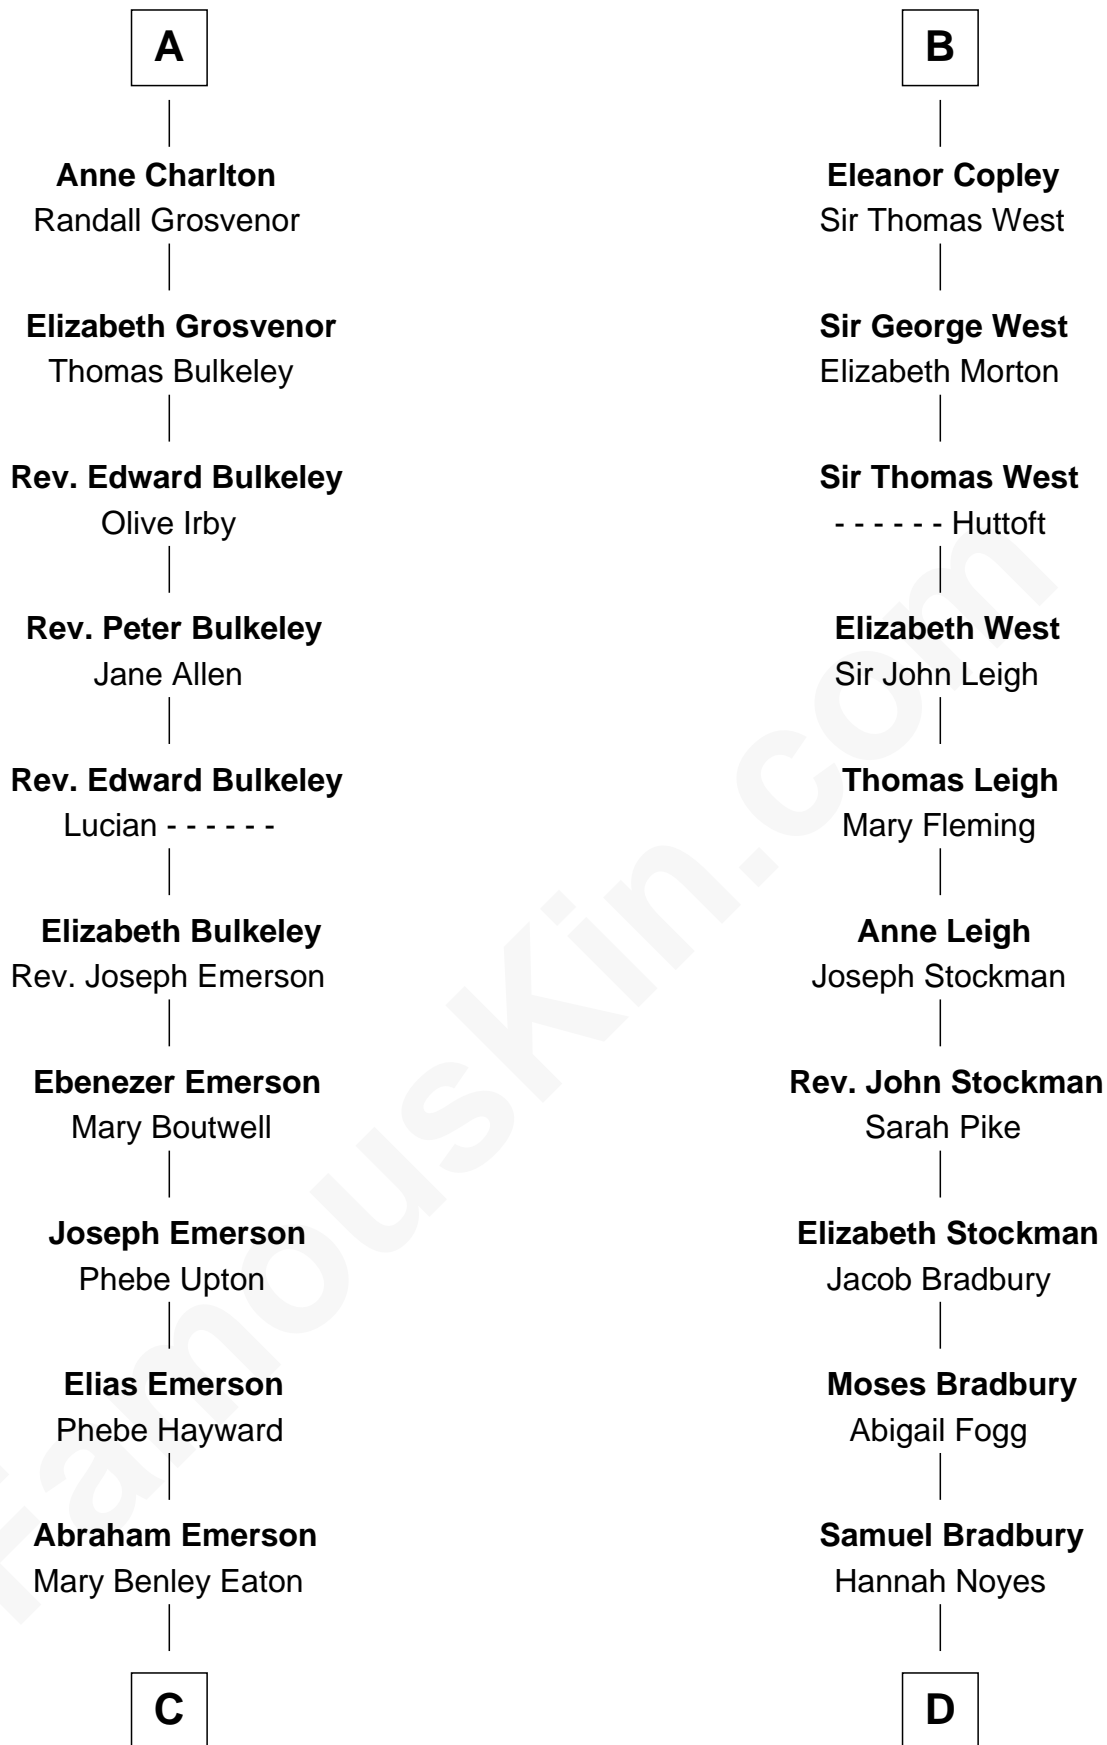 A
Anne Charlton
Randall Grosvenor
Elizabeth Grosvenor
Thomas Bulkeley
Rev. Edward Bulkeley
Olive Irby
Rev. Peter Bulkeley
Jane Allen
Rev. Edward Bulkeley
Lucian - - - - - -
Elizabeth Bulkeley
Rev. Joseph Emerson
Ebenezer Emerson
Mary Boutwell
Joseph Emerson
Phebe Upton
Elias Emerson
Phebe Hayward
Abraham Emerson
Mary Benley Eaton
C
B
Eleanor Copley
Sir Thomas West
Sir George West
Elizabeth Morton
Sir Thomas West
- - - - - - Huttoft
Elizabeth West
Sir John Leigh
Thomas Leigh
Mary Fleming
Anne Leigh
Joseph Stockman
Rev. John Stockman
Sarah Pike
Elizabeth Stockman
Jacob Bradbury
Moses Bradbury
Abigail Fogg
Samuel Bradbury
Hannah Noyes
D
FamousKin.com